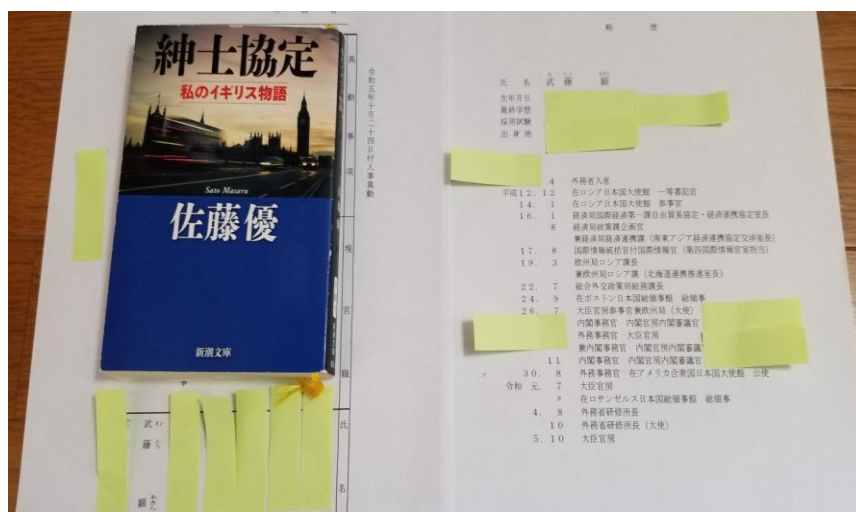 紳士協定
私のイギリス物語
Sato Masaru
佐藤優
新潮文庫
異動事項
現官職
氏名
令和五年十月二十四日付人事異動
武藤
顕
略歴
氏名 武藤 顕
生年月日
最終学歴
採用試験
出身地
4 外務省入省
平成12. 12 在ロシア日本国大使館 一等書記官
14. 1 在ロシア日本国大使館 参事官
16. 1 経済局国際経済第一課自由貿易協定・経済連携協定室長
8 経済局政策課企画官
兼経済局経済連携課(南東アジア経済連携協定交渉室長)
17. 8 国際情報統括官付国際情報官(第四国際情報官室担当)
19. 3 欧州局ロシア課長
兼欧州局ロシア課(北海道連携推進室長)
22. 7 総合外交政策局総務課長
24. 9 在ボストン日本国総領事館 総領事
26. 7 大臣官房参事官兼欧州局(大使)
内閣事務官 内閣官房内閣審議官
外務事務官 大臣官房
兼内閣事務官 内閣官房内閣審議
11 内閣事務官 内閣官房内閣審議官
30. 8 外務事務官 在アメリカ合衆国日本国大使館 公使
令和 元. 7 大臣官房
〃 在ロサンゼルス日本国総領事館 総領事
4. 8 外務省研修所長
10 外務省研修所長(大使)
5. 10 大臣官房